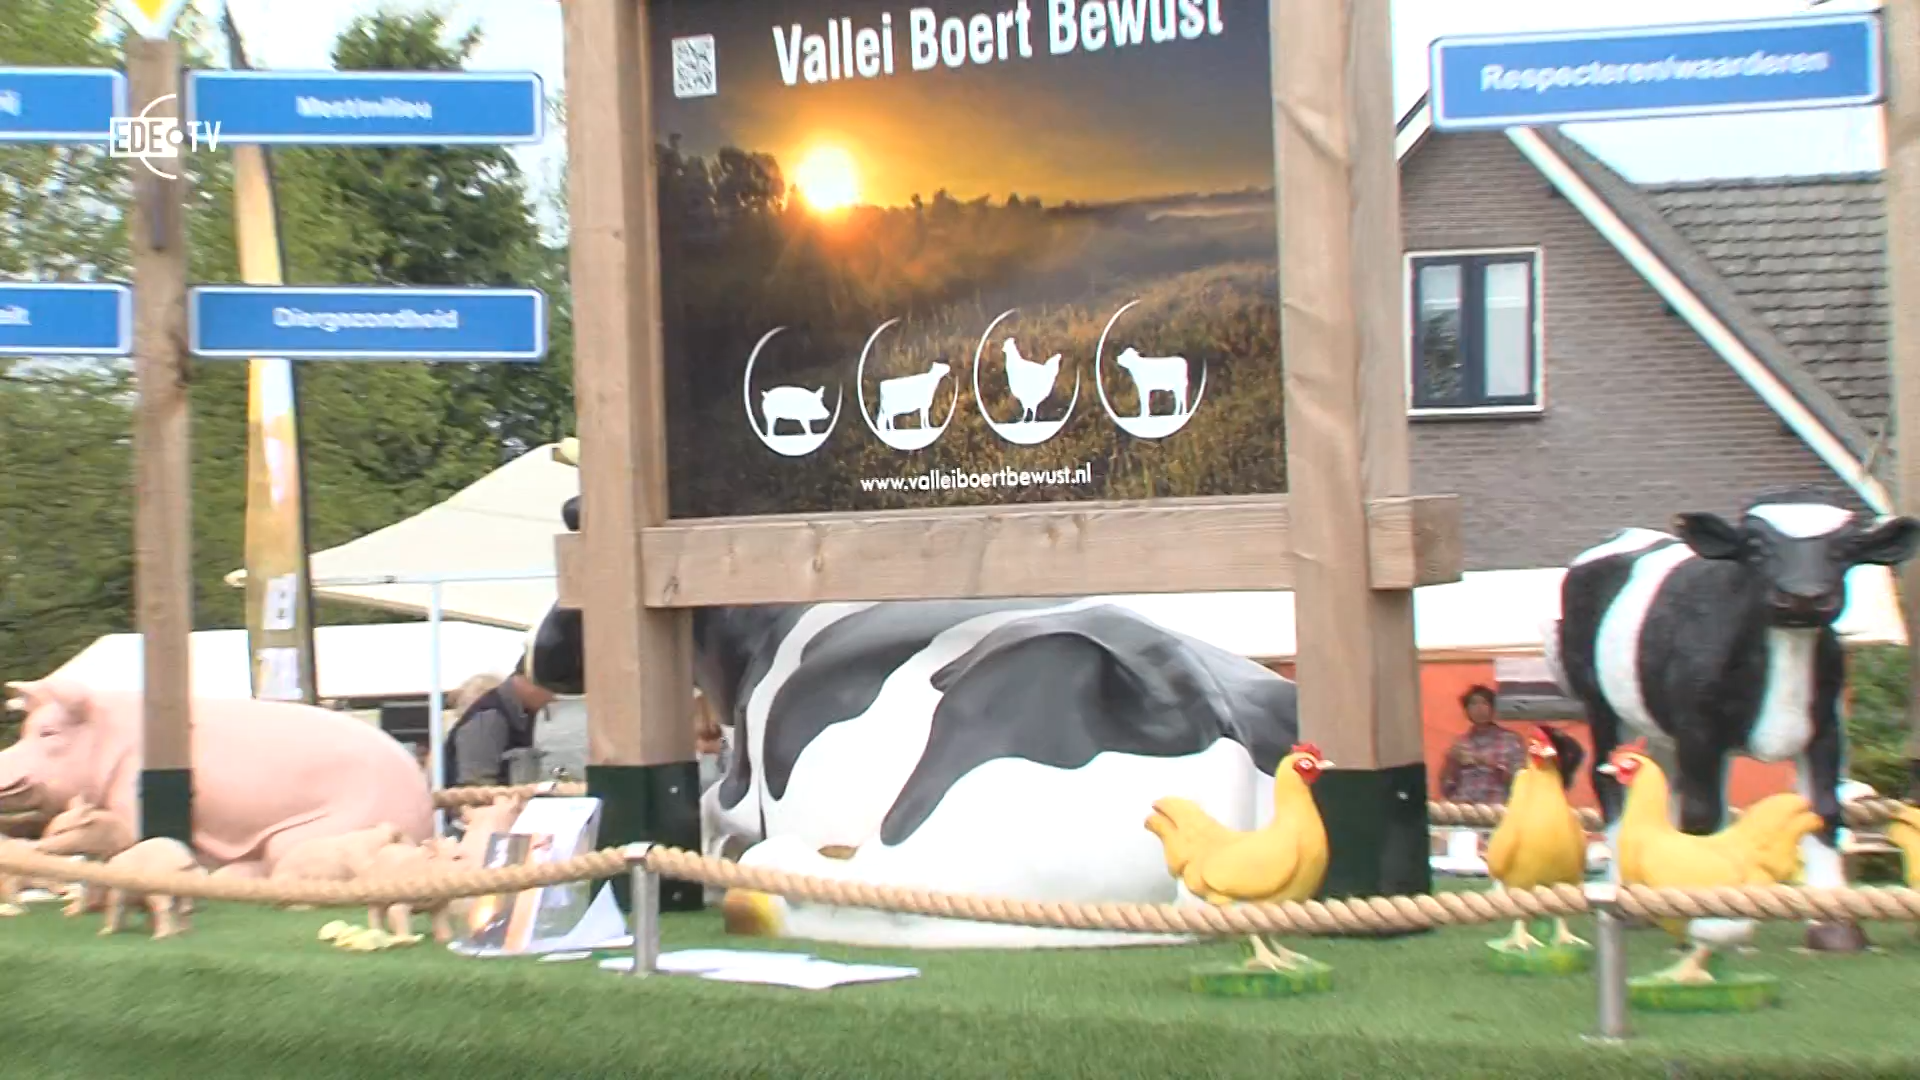 Vallei Boert Bewust
Respecteren/waarderen
Mest/milieu
EDE TV
Diergezondheid
www.valleiboertbewust.nl